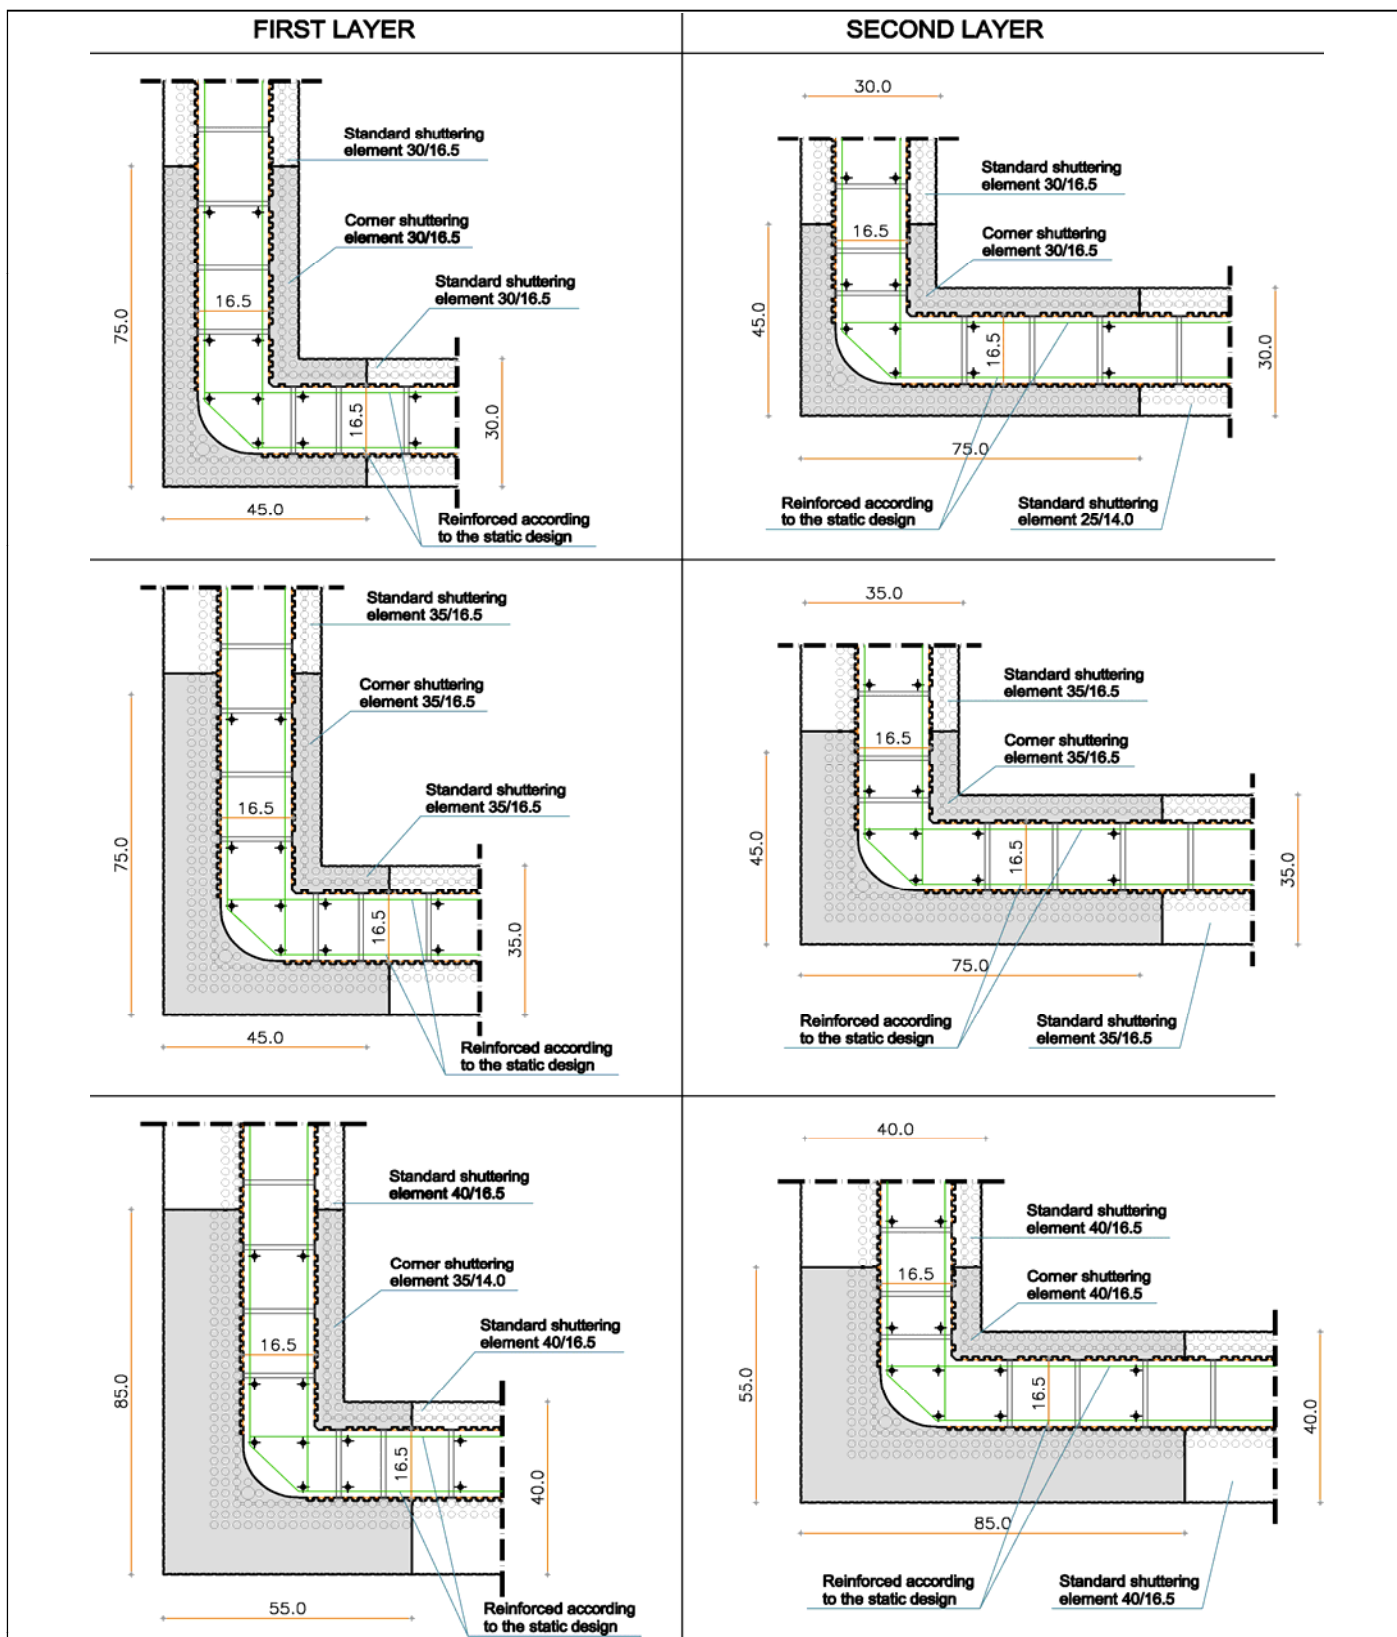 FIRST LAYER
SECOND LAYER
Standard shuttering
element 30/16.5
Corner shuttering
element 30/16.5
Standard shuttering
element 30/16.5
75.0
16.5
16.5
30.0
45.0
Reinforced according
to the static design
30.0
Standard shuttering
element 30/16.5
Corner shuttering
element 30/16.5
16.5
45.0
16.5
30.0
75.0
Reinforced according
to the static design
Standard shuttering
element 25/14.0
Standard shuttering
element 35/16.5
Corner shuttering
element 35/16.5
Standard shuttering
element 35/16.5
75.0
16.5
16.5
35.0
45.0
Reinforced according
to the static design
35.0
Standard shuttering
element 35/16.5
Corner shuttering
element 35/16.5
16.5
45.0
16.5
35.0
75.0
Reinforced according
to the static design
Standard shuttering
element 35/16.5
Standard shuttering
element 40/16.5
Corner shuttering
element 35/14.0
Standard shuttering
element 40/16.5
85.0
16.5
16.5
40.0
55.0
Reinforced according
to the static design
40.0
Standard shuttering
element 40/16.5
Corner shuttering
element 40/16.5
16.5
55.0
16.5
40.0
85.0
Reinforced according
to the static design
Standard shuttering
element 40/16.5